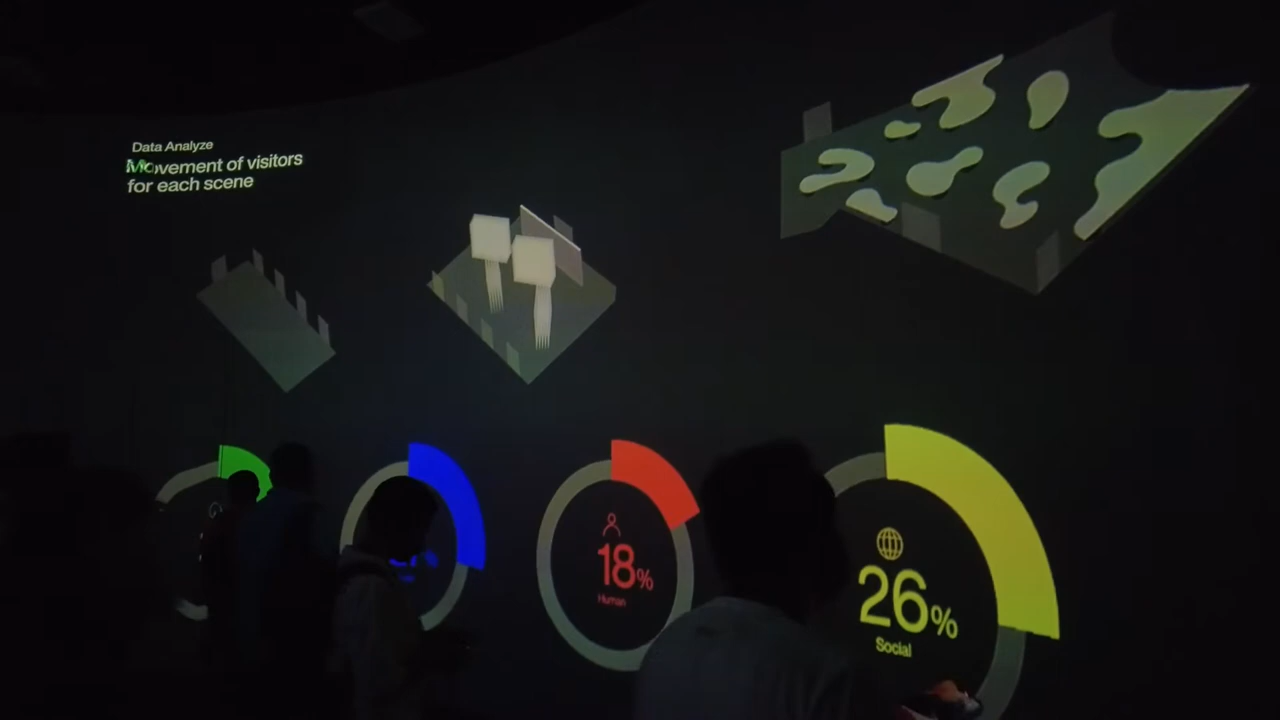 Data Analyze
Movement of visitors
for each scene
18%
Human
26%
Social